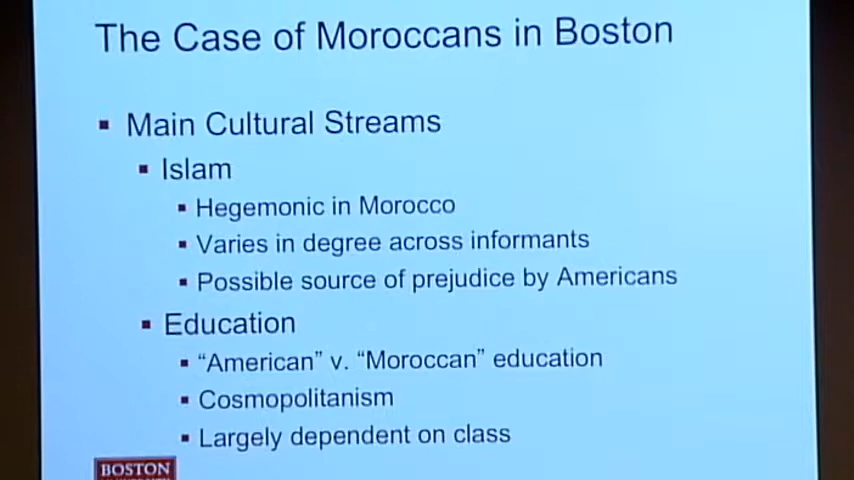 The Case of Moroccans in Boston
▪ Main Cultural Streams
▪ Islam
▪ Hegemonic in Morocco
▪ Varies in degree across informants
▪ Possible source of prejudice by Americans
▪ Education
▪ “American” v. “Moroccan” education
▪ Cosmopolitanism
▪ Largely dependent on class
BOSTON